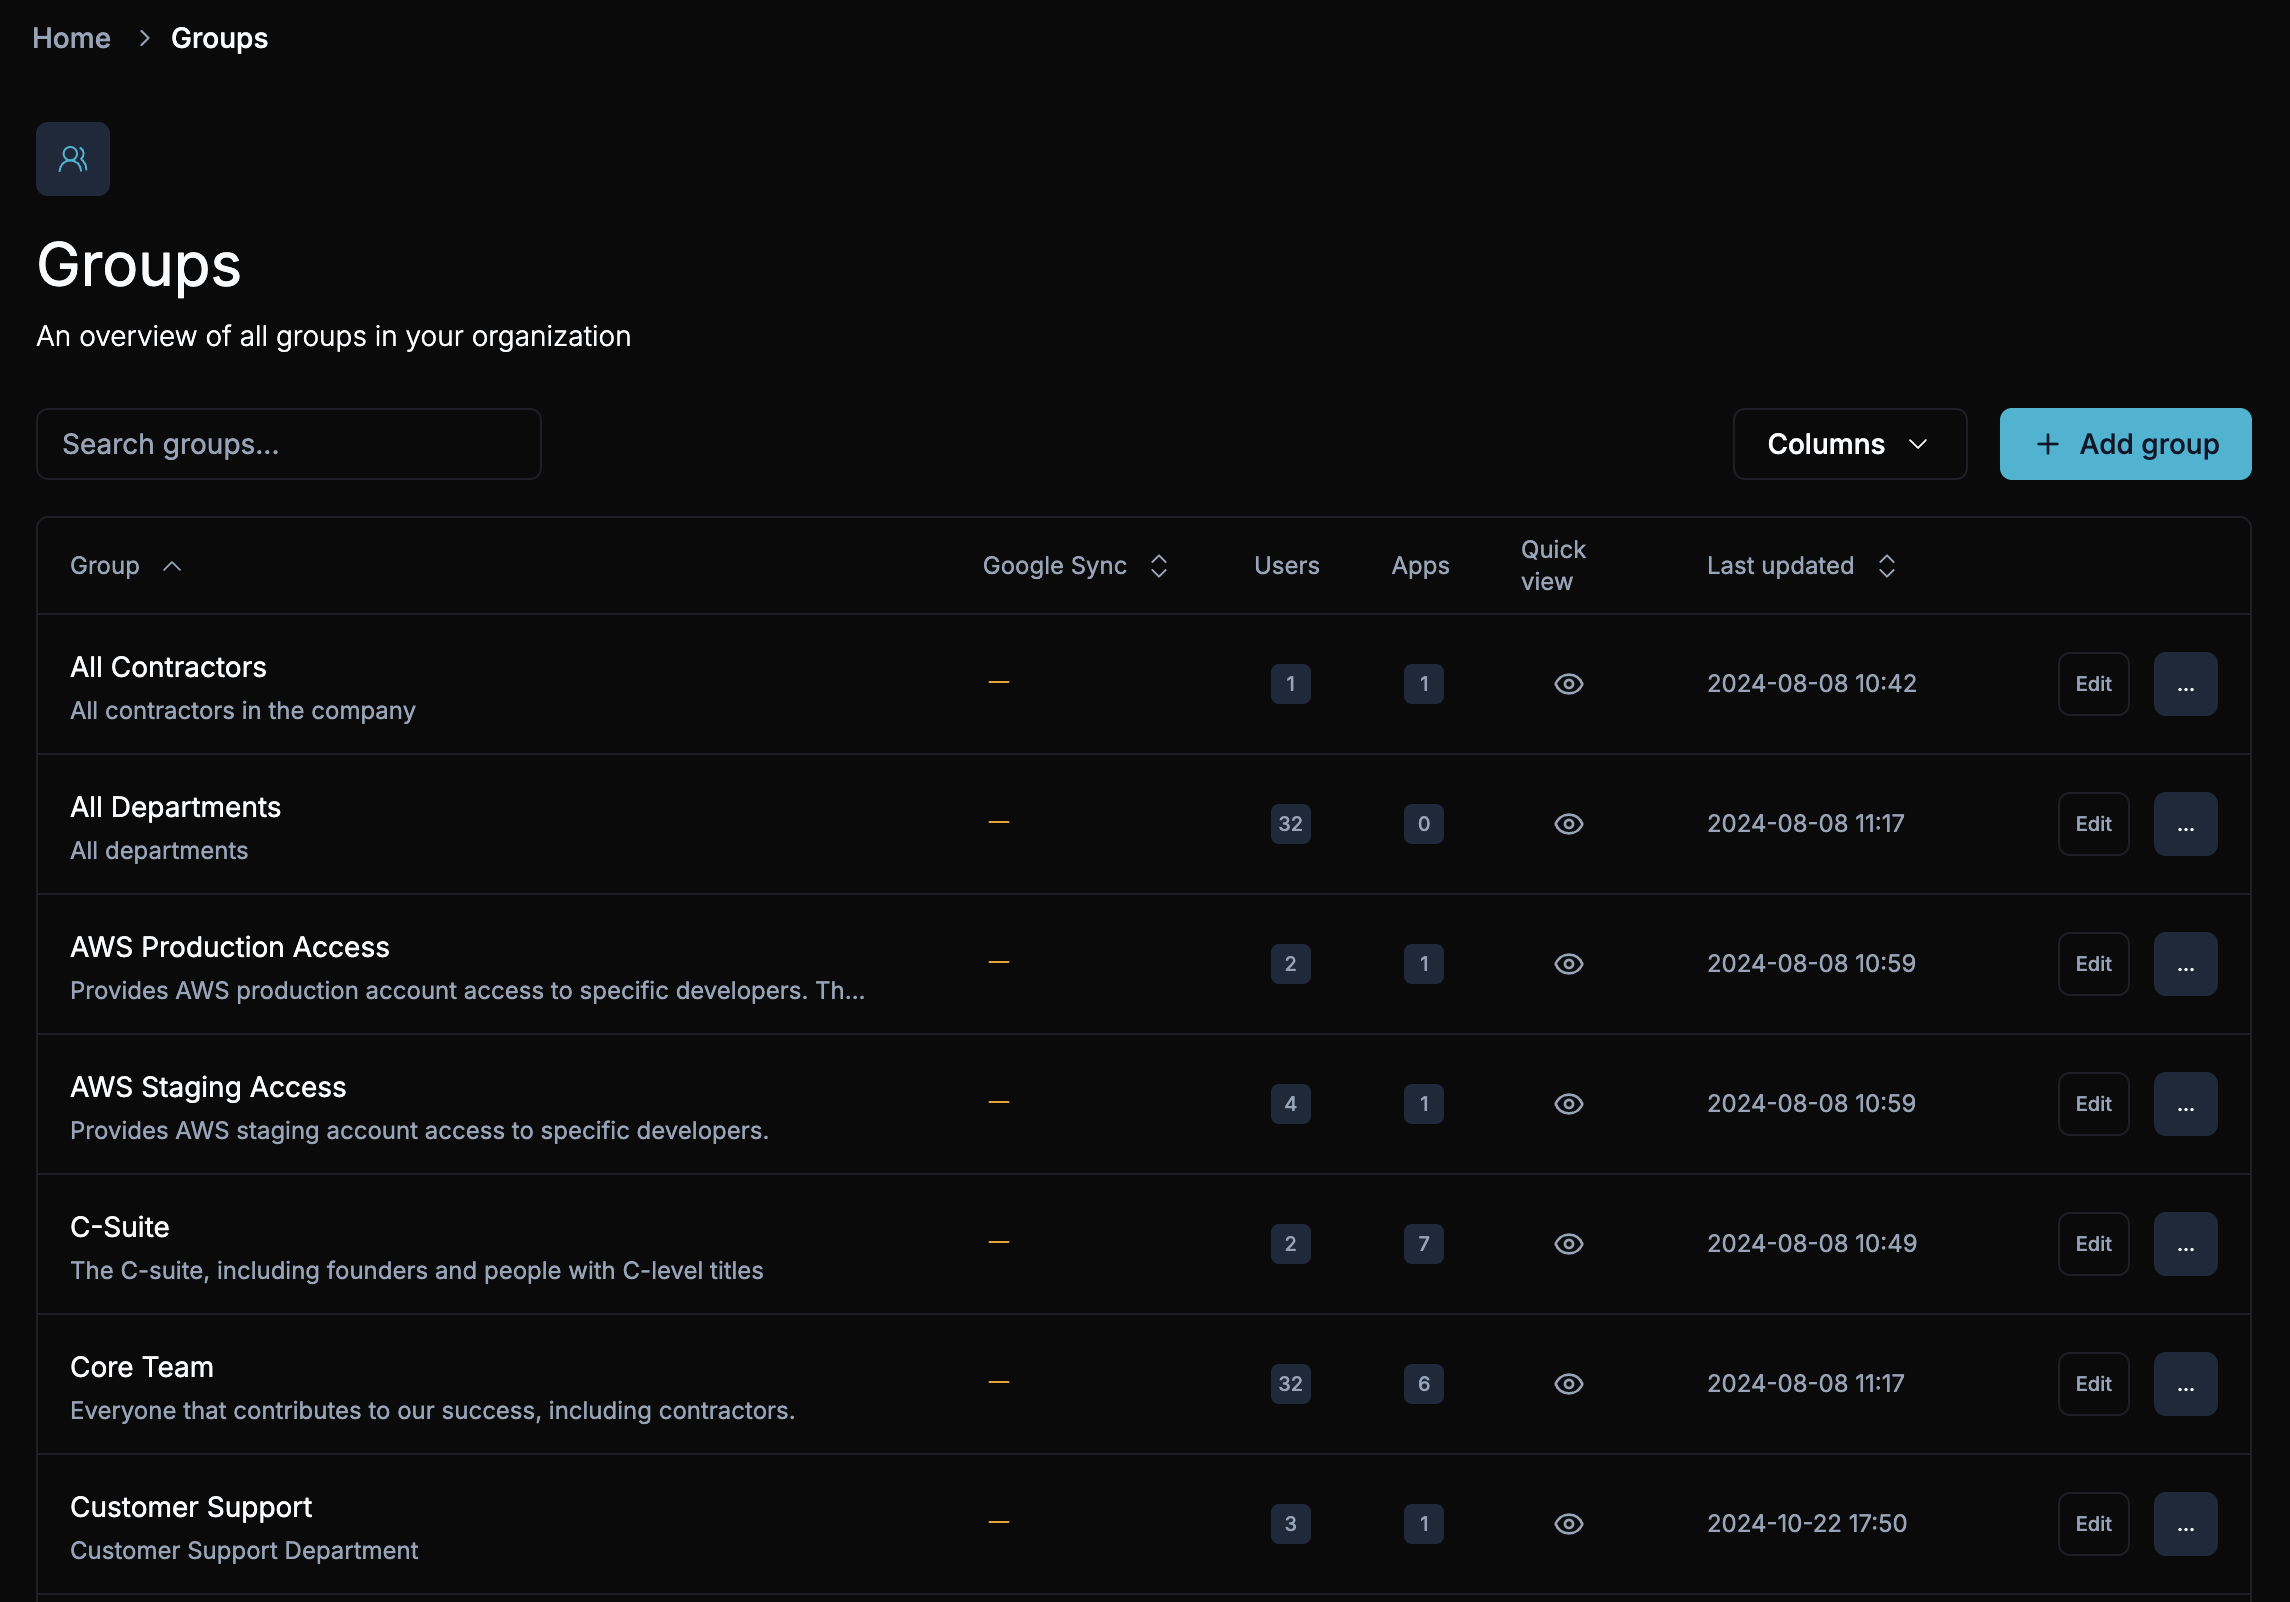 Home > Groups
Groups
An overview of all groups in your organization
Search groups...
Columns
+ Add group
Group Google Sync Users Apps Quick view Last updated
All Contractors
All contractors in the company
— 1 1 2024-08-08 10:42 Edit ...
All Departments
All departments
— 32 0 2024-08-08 11:17 Edit ...
AWS Production Access
Provides AWS production account access to specific developers. Th...
— 2 1 2024-08-08 10:59 Edit ...
AWS Staging Access
Provides AWS staging account access to specific developers.
— 4 1 2024-08-08 10:59 Edit ...
C-Suite
The C-suite, including founders and people with C-level titles
— 2 7 2024-08-08 10:49 Edit ...
Core Team
Everyone that contributes to our success, including contractors.
— 32 6 2024-08-08 11:17 Edit ...
Customer Support
Customer Support Department
— 3 1 2024-10-22 17:50 Edit ...